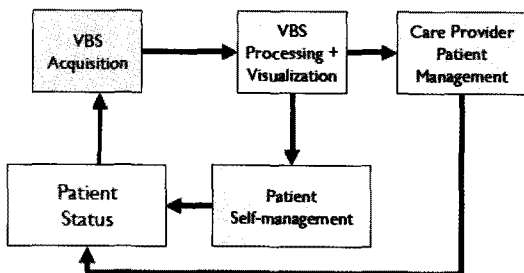 VBS
Acquisition
VBS
Processing +
Visualization
Care Provider
Patient
Management
Patient
Status
Patient
Self-management